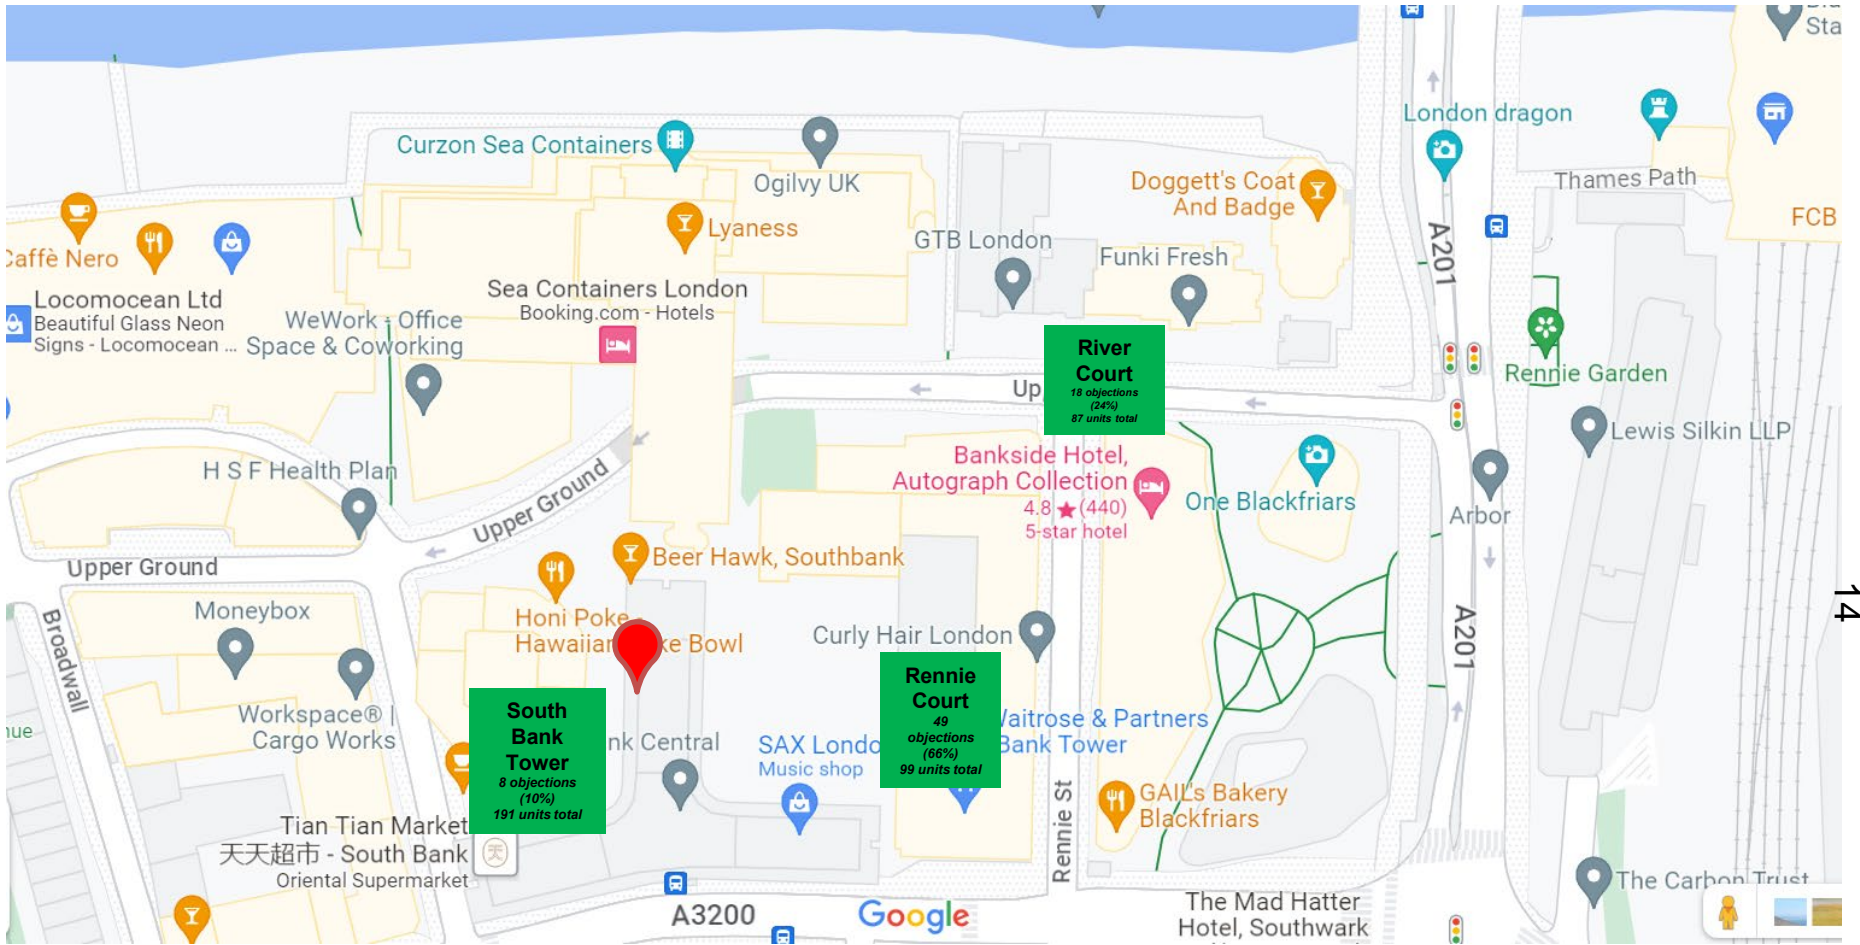 Sta
London dragon
Curzon Sea Containers
Ogilvy UK
Thames Path
Doggett's Coat
And Badge
FCB
Lyaness
A201
GTB London
Caffè Nero
Funki Fresh
Sea Containers London
Booking.com - Hotels
Locomocean Ltd
Beautiful Glass Neon
Signs - Locomocean ...
WeWork - Office
Space & Coworking
River
Court
18 objections
(24%)
87 units total
Rennie Garden
Up
Lewis Silkin LLP
Bankside Hotel,
Autograph Collection
4.8 ★ (440)
5-star hotel
H S F Health Plan
One Blackfriars
Arbor
Upper Ground
Upper Ground
Beer Hawk, Southbank
14
Moneybox
Broadwall
Honi Poke -
Hawaiian Poke Bowl
Curly Hair London
A201
Rennie
Court
49
objections
(66%)
99 units total
South
Bank
Tower
8 objections
(10%)
191 units total
Workspace® |
Cargo Works
nue
nk Central
SAX Londo
Music shop
Waitrose & Partners
Bank Tower
GAIL's Bakery
Blackfriars
Rennie St
Tian Tian Market
天天超市 - South Bank
Oriental Supermarket
天
The Carbon Trust
A3200
Google
The Mad Hatter
Hotel, Southwark